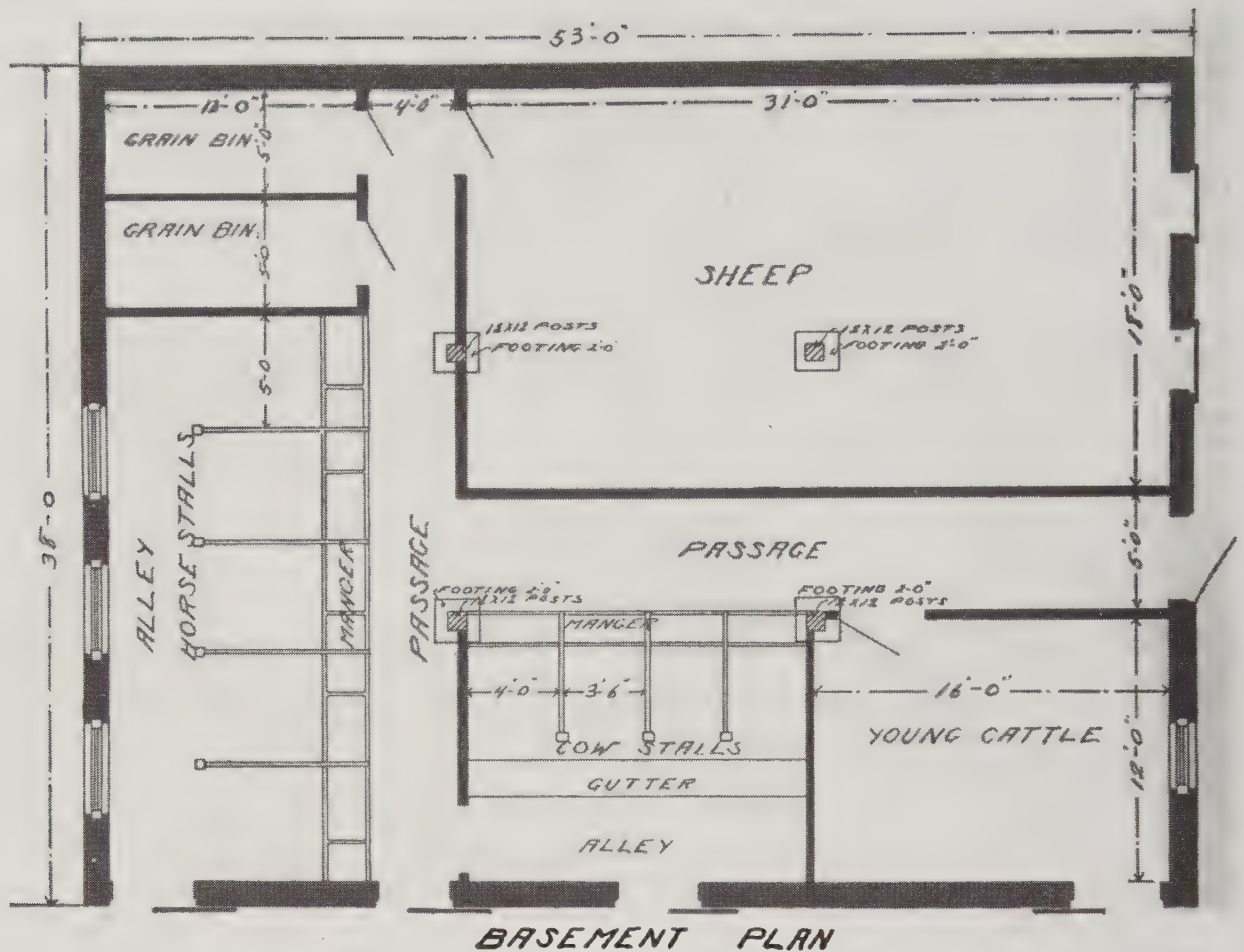 53'-0"
12'-0" 4'-0" 31'-0"
GRAIN BIN
5'-0"
GRAIN BIN
5-0
SHEEP
18'-0"
12X12 POSTS
FOOTING 2'-0"
12X12 POSTS
FOOTING 2'-0"
5-0
38-0
ALLEY
HORSE STALLS
MANGER
PASSAGE
PASSAGE
FOOTING 2'-0"
12X12 POSTS
MANGER
FOOTING 2-0"
12X12 POSTS
4'-0" 3'-6"
16'-0"
COW STALLS
YOUNG CATTLE
12'-0"
GUTTER
ALLEY
BASEMENT PLAN